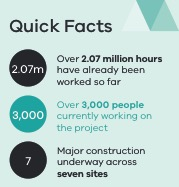 Quick Facts
2.07m
Over 2.07 million hours
have already been
worked so far
3,000
Over 3,000 people
currently working on
the project
7
Major construction
underway across
seven sites